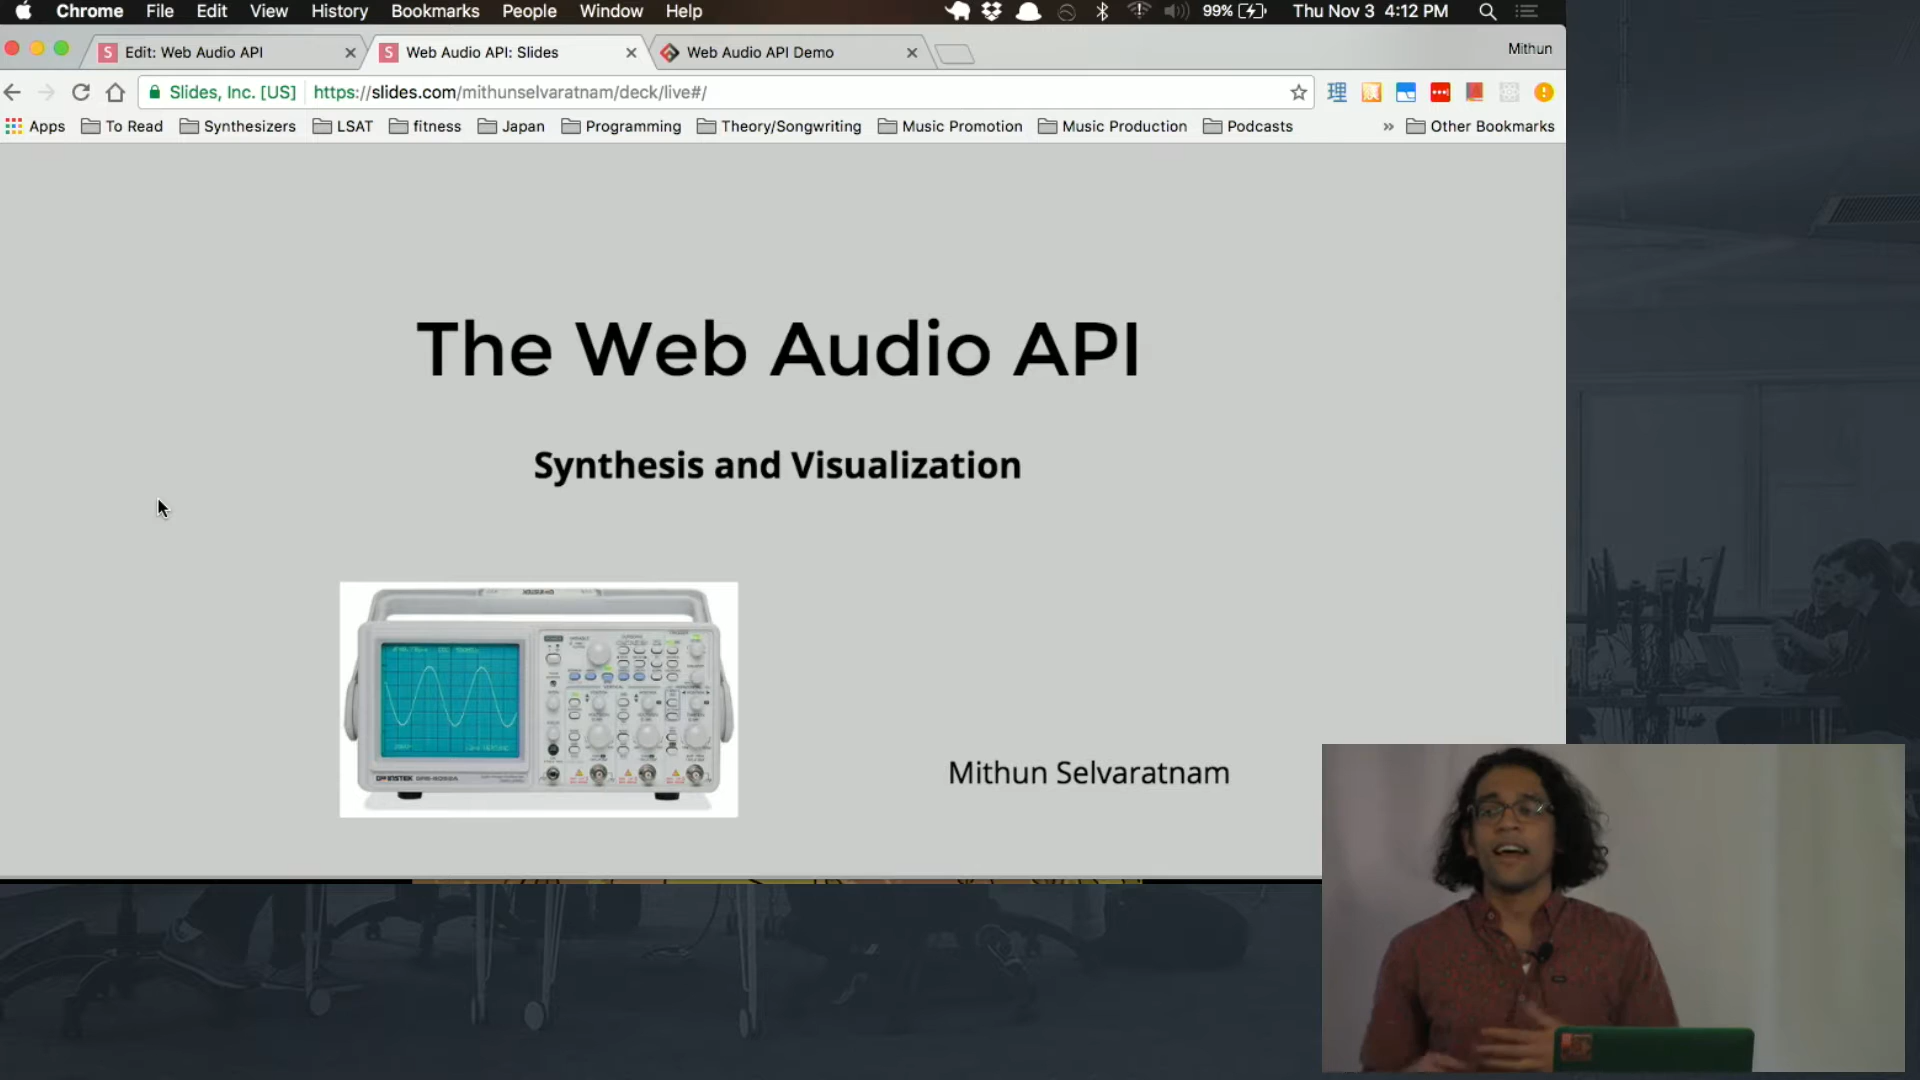 Chrome File Edit View History Bookmarks People Window Help 99% Thu Nov 3 4:12 PM
Edit: Web Audio API
Web Audio API: Slides
Web Audio API Demo
Mithun
Slides, Inc. [US] https://slides.com/mithunselvaratnam/deck/live#/
理
Apps To Read Synthesizers LSAT fitness Japan Programming Theory/Songwriting Music Promotion Music Production Podcasts » Other Bookmarks
The Web Audio API
Synthesis and Visualization
Mithun Selvaratnam